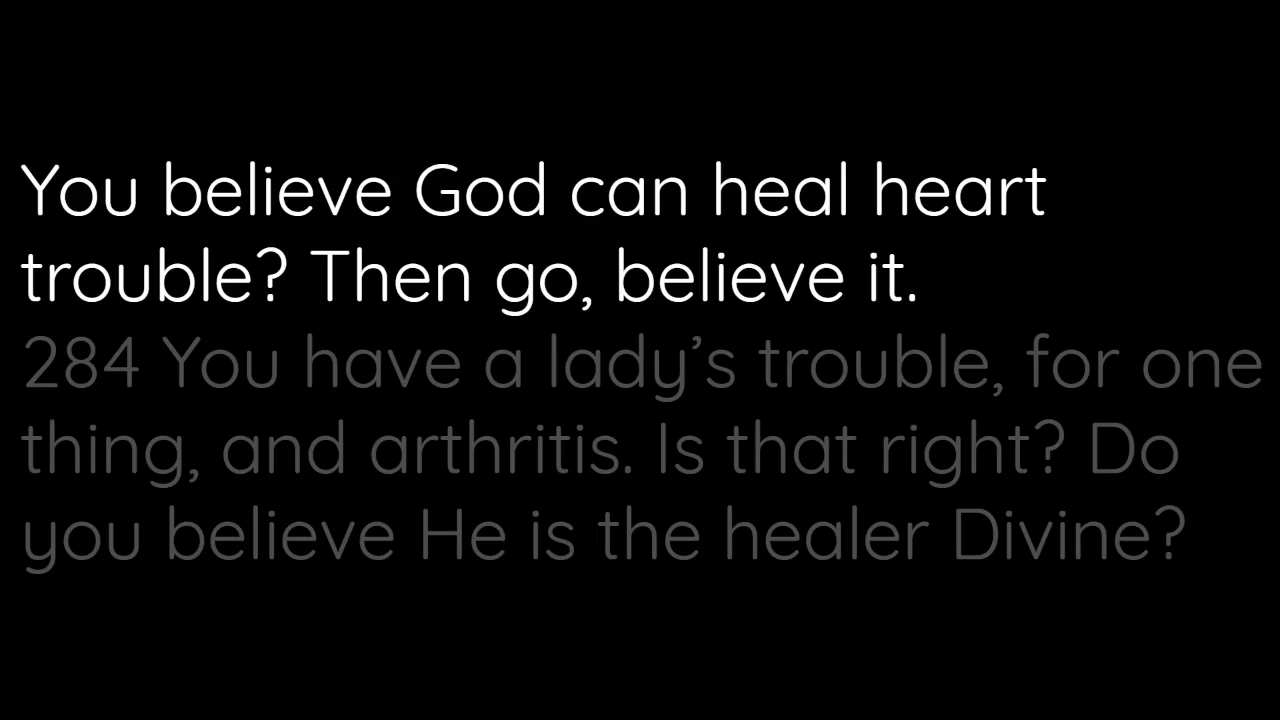 You believe God can heal heart
trouble? Then go, believe it.
284 You have a lady’s trouble, for one
thing, and arthritis. Is that right? Do
you believe He is the healer Divine?